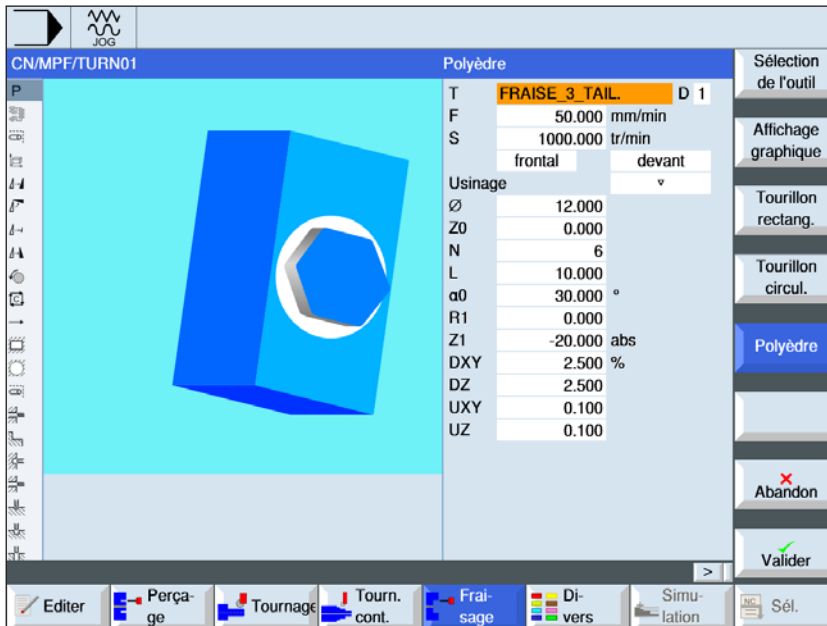 JOG
CN/MPF/TURN01
Polyèdre
P
T FRAISE_3_TAIL. D 1
F 50.000 mm/min
S 1000.000 tr/min
frontal devant
Usinage ▿
Ø 12.000
Z0 0.000
N 6
L 10.000
α0 30.000 °
R1 0.000
Z1 -20.000 abs
DXY 2.500 %
DZ 2.500
UXY 0.100
UZ 0.100
>
Sélection
de l'outil
Affichage
graphique
Tourillon
rectang.
Tourillon
circul.
Polyèdre
Abandon
Valider
Editer
Perça-
ge
Tournage
Tourn.
cont.
Frai-
sage
Di-
vers
Simu-
lation
NC
Sél.